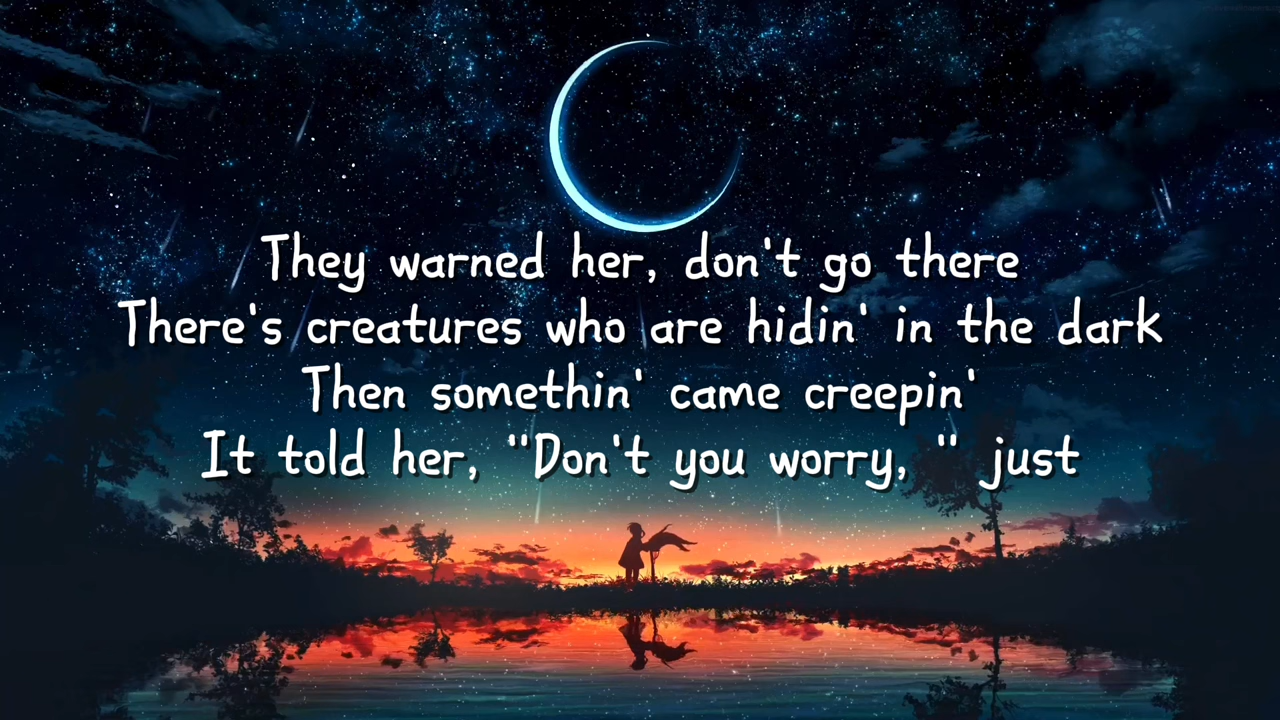 They warned her, don't go there
There's creatures who are hidin' in the dark
Then somethin' came creepin'
It told her, "Don't you worry, " just